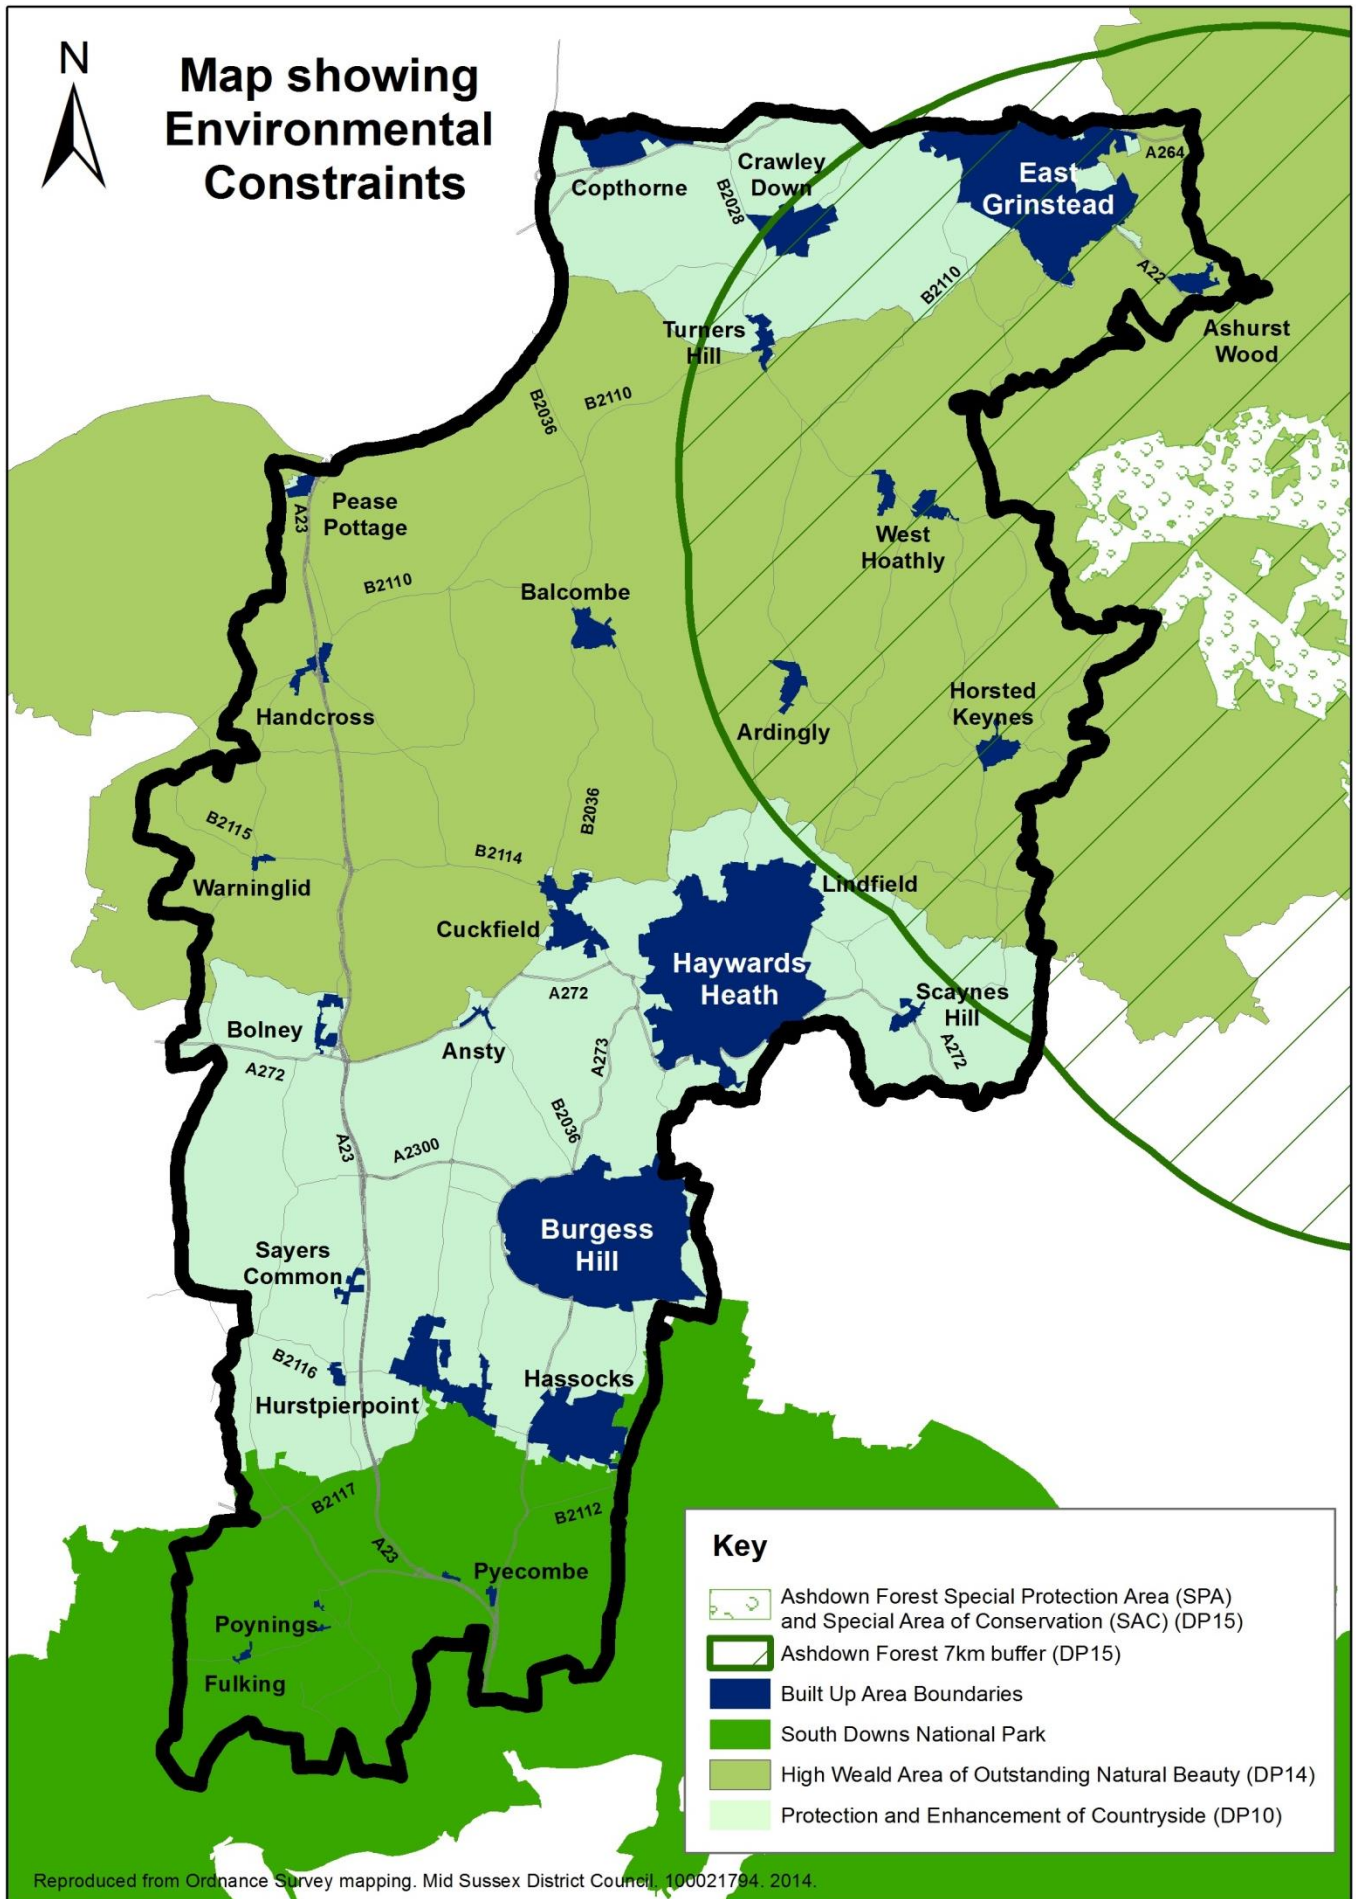 N
Map showing
Environmental
Constraints
Copthorne
Crawley
Down
B2028
East
Grinstead
A264
A22
B2110
Turners
Hill
Ashurst
Wood
B2036
B2110
Pease
Pottage
A23
West
Hoathly
B2110
Balcombe
Handcross
Ardingly
Horsted
Keynes
B2036
B2115
B2114
Warninglid
Lindfield
Cuckfield
Haywards
Heath
A272
Scaynes
Hill
Bolney
Ansty
A272
A273
A272
B2036
A23
A2300
Burgess
Hill
Sayers
Common
B2116
Hassocks
Hurstpierpoint
B2117
B2112
A23
Pyecombe
Poynings
Fulking
Key
Ashdown Forest Special Protection Area (SPA)
and Special Area of Conservation (SAC) (DP15)
Ashdown Forest 7km buffer (DP15)
Built Up Area Boundaries
South Downs National Park
High Weald Area of Outstanding Natural Beauty (DP14)
Protection and Enhancement of Countryside (DP10)
Reproduced from Ordnance Survey mapping. Mid Sussex District Council. 100021794. 2014.